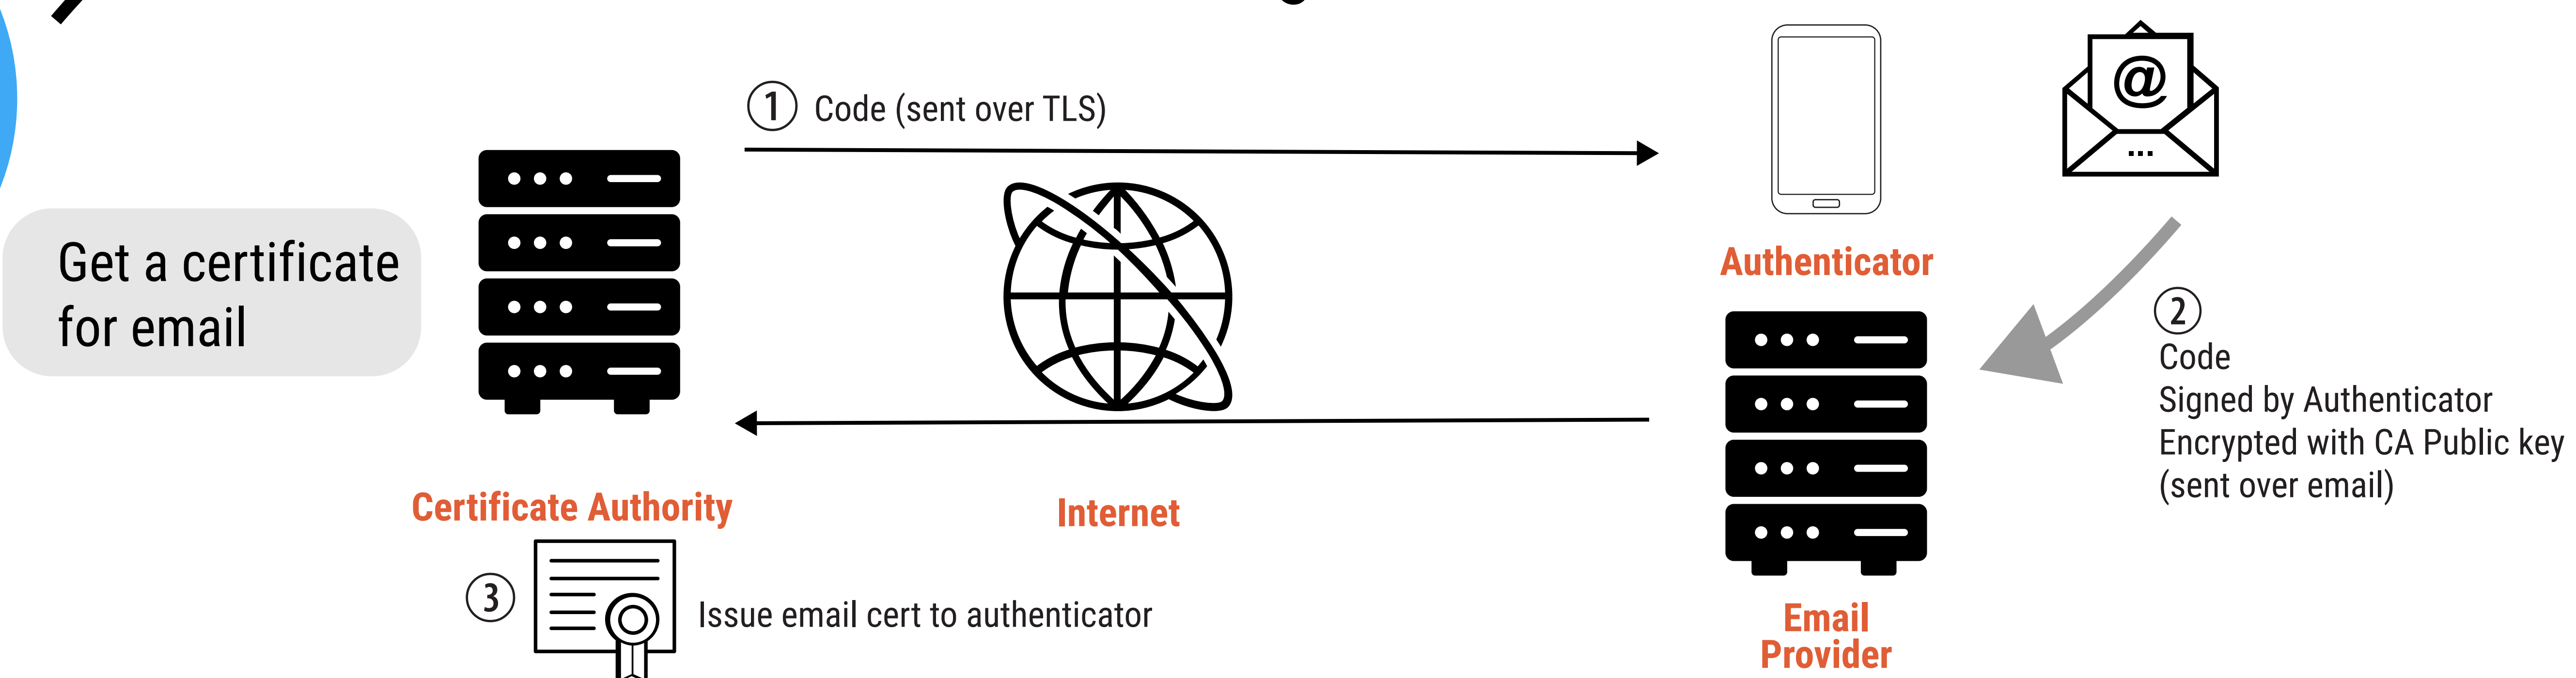 1 Code (sent over TLS)
@
Get a certificate
for email
Authenticator
2
Code
Signed by Authenticator
Encrypted with CA Public key
(sent over email)
Certificate Authority
Internet
3
Issue email cert to authenticator
Email
Provider